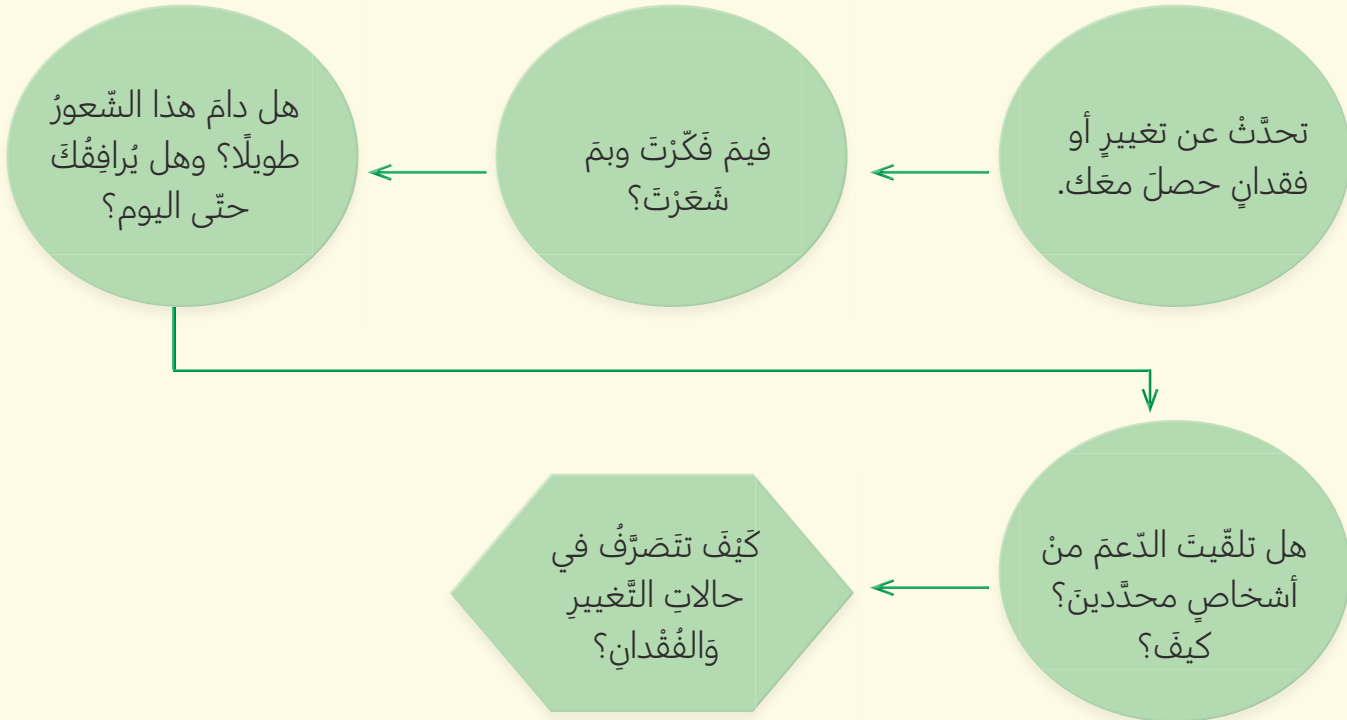 تحدَّثْ عن تغييرٍ أو
فقدانٍ حصلَ معَك.
فيمَ فَكّرْتَ وبمَ
شَعَرْتَ؟
هل دامَ هذا الشّعورُ
طويلًا؟ وهل يُرافِقُكَ
حتّى اليوم؟
هل تلقّيتَ الدّعمَ منْ
أشخاصٍ محدَّدينَ؟
كيفَ؟
كَيْفَ تتَصَرَّفُ في
حالاتِ التَّغييرِ
وَالفُقْدانِ؟